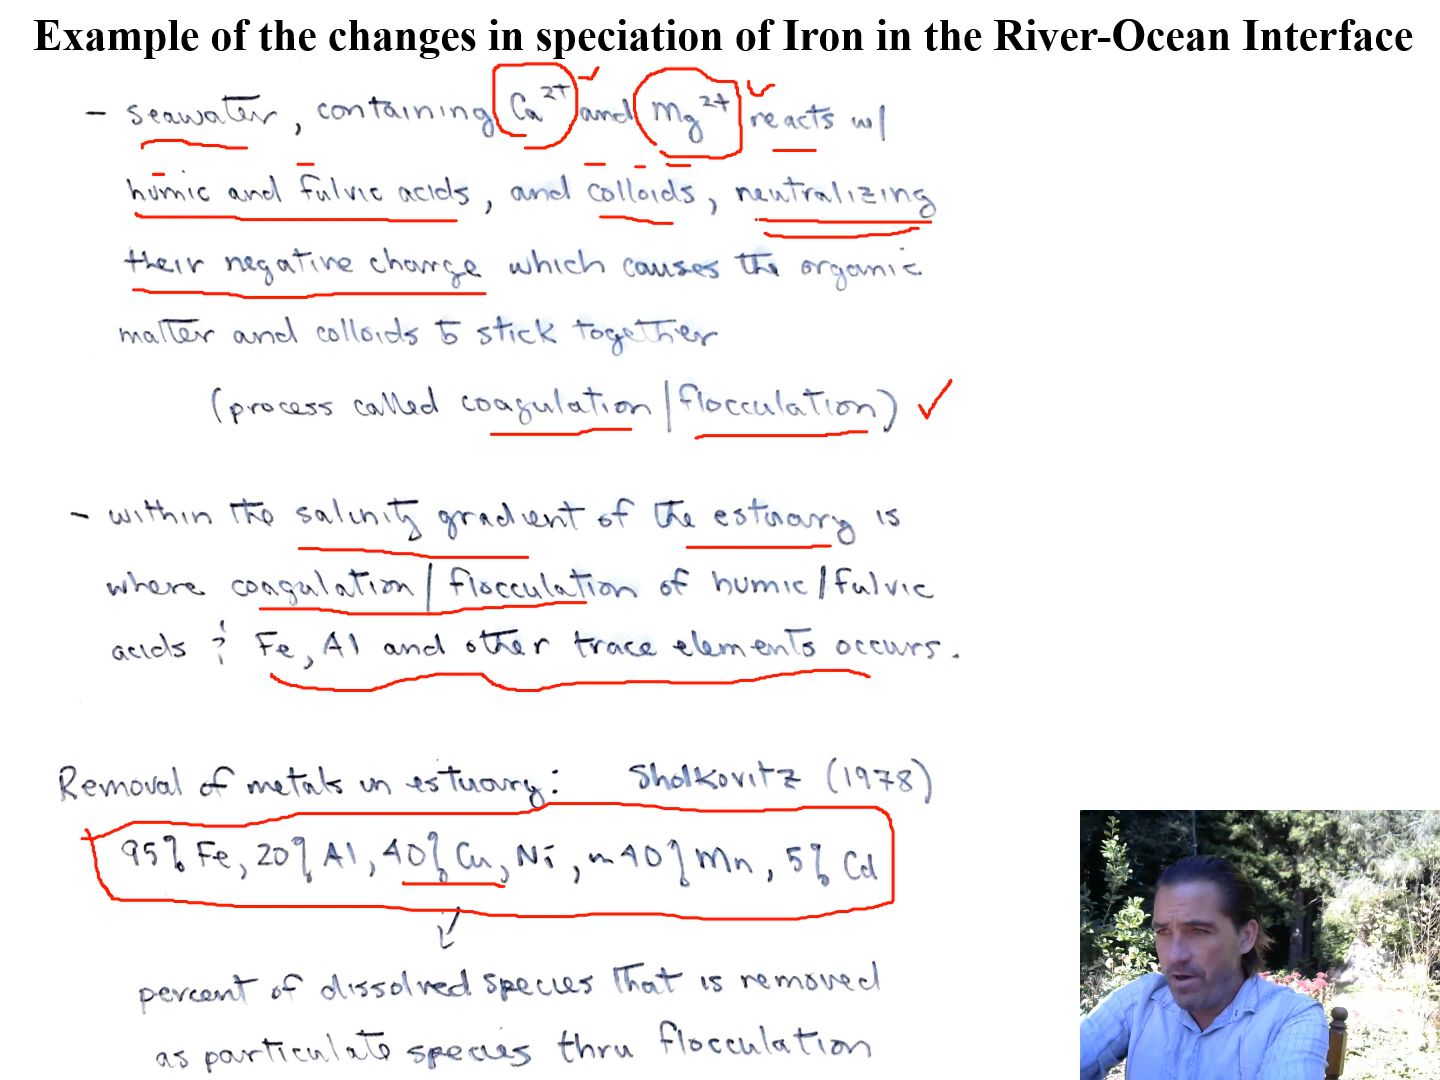 Example of the changes in speciation of Iron in the River-Ocean Interface
- seawater, containing Ca2+ and Mg2+ reacts w/
humic and fulvic acids, and colloids, neutralizing
their negative charge which causes the organic
matter and colloids to stick together
(process called coagulation/flocculation)
- within the salinity gradient of the estuary is
where coagulation/flocculation of humic/fulvic
acids & Fe, Al and other trace elements occurs.
Removal of metals in estuary: Sholkovitz (1978)
95% Fe, 20% Al, 40% Cu, Ni, ~40% Mn, 5% Cd
percent of dissolved species that is removed
as particulate species thru flocculation